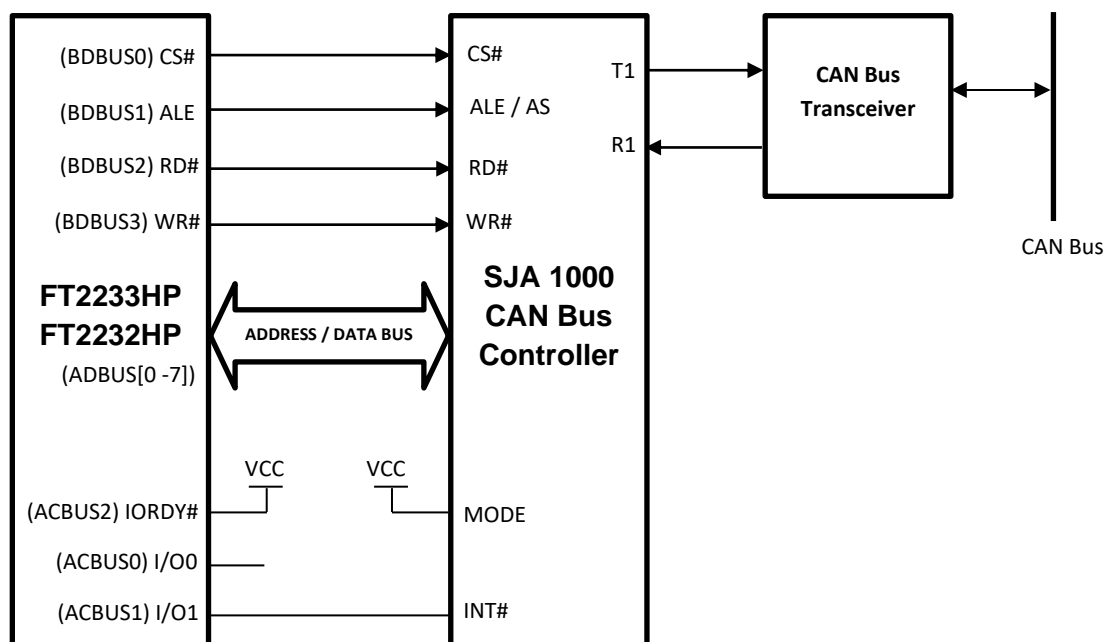 (BDBUS0) CS#
(BDBUS1) ALE
(BDBUS2) RD#
(BDBUS3) WR#
FT2233HP
FT2232HP
(ADBUS[0 -7])
(ACBUS2) IORDY#
(ACBUS0) I/O0
(ACBUS1) I/O1
ADDRESS / DATA BUS
VCC
VCC
CS#
ALE / AS
RD#
WR#
SJA 1000
CAN Bus
Controller
MODE
INT#
T1
R1
CAN Bus
Transceiver
CAN Bus